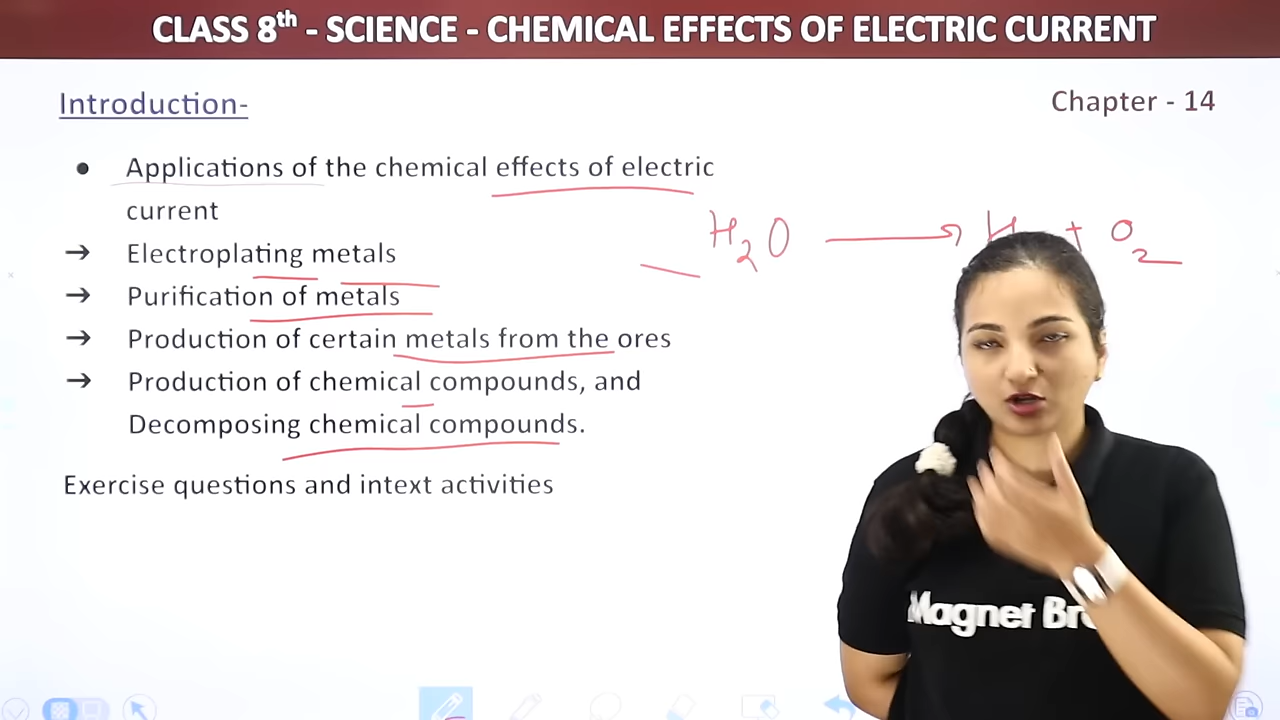 CLASS 8th - SCIENCE - CHEMICAL EFFECTS OF ELECTRIC CURRENT
Introduction-
Chapter - 14
● Applications of the chemical effects of electric
current
→ Electroplating metals
→ Purification of metals
→ Production of certain metals from the ores
→ Production of chemical compounds, and
Decomposing chemical compounds.
Exercise questions and intext activities
H2O → H + O2
Magnet Br